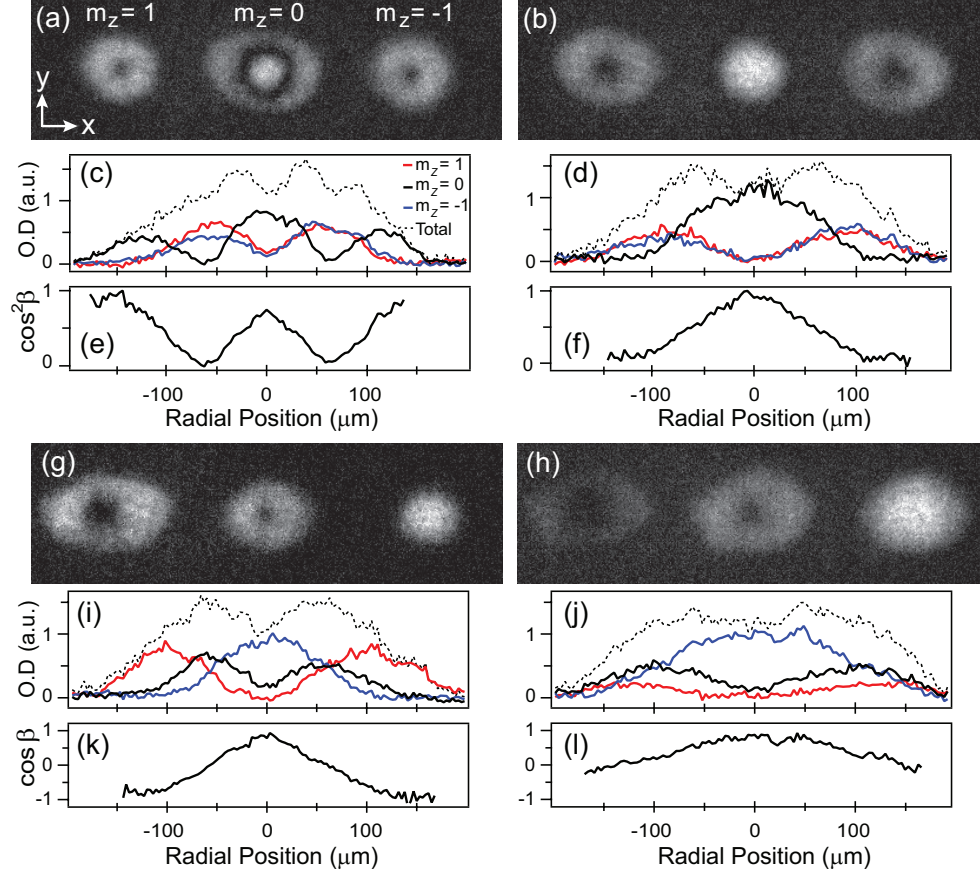 (a) m_z = 1 m_z = 0 m_z = -1
y
x
(b)
(c)
O.D (a.u.)
1
0
m_z = 1
m_z = 0
m_z = -1
Total
(d)
1
0
(e)
cos²β
1
0
-100 0 100
Radial Position (μm)
(f)
1
0
-100 0 100
Radial Position (μm)
(g)
(h)
(i)
O.D (a.u.)
1
0
(j)
1
0
(k)
cos β
1
0
-1
-100 0 100
Radial Position (μm)
(l)
1
0
-1
-100 0 100
Radial Position (μm)